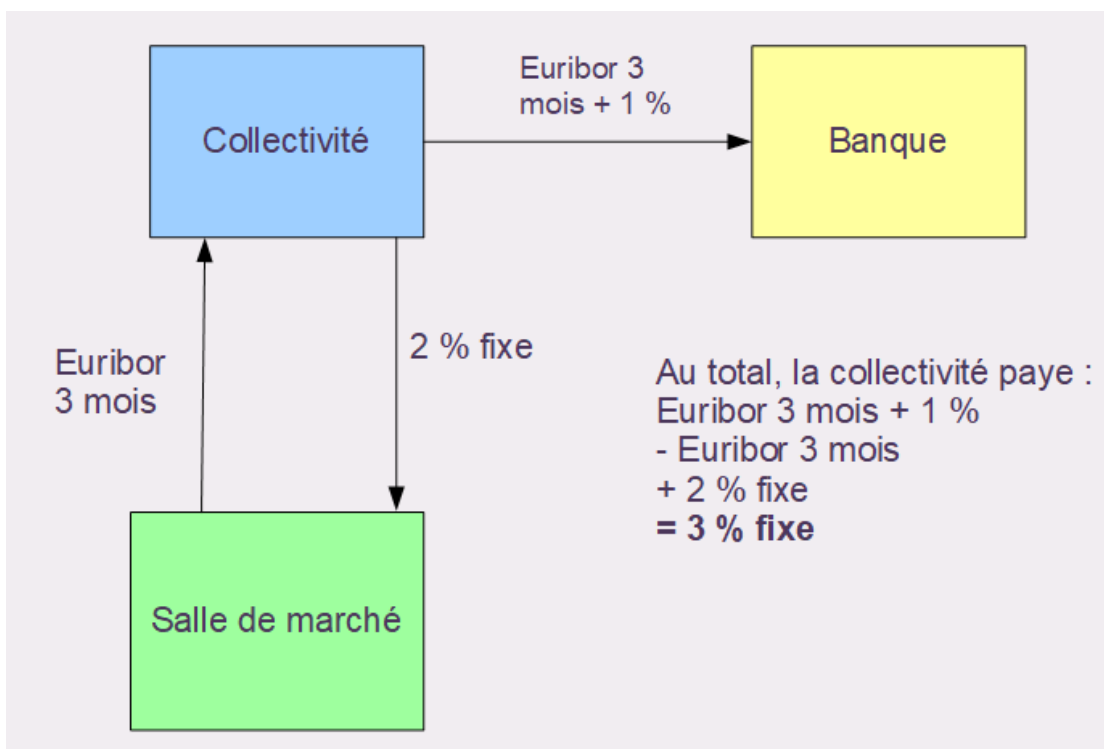 Euribor 3
mois + 1 %
Collectivité
Banque
Euribor
3 mois
2 % fixe
Au total, la collectivité paye :
Euribor 3 mois + 1 %
- Euribor 3 mois
+ 2 % fixe
= 3 % fixe
Salle de marché